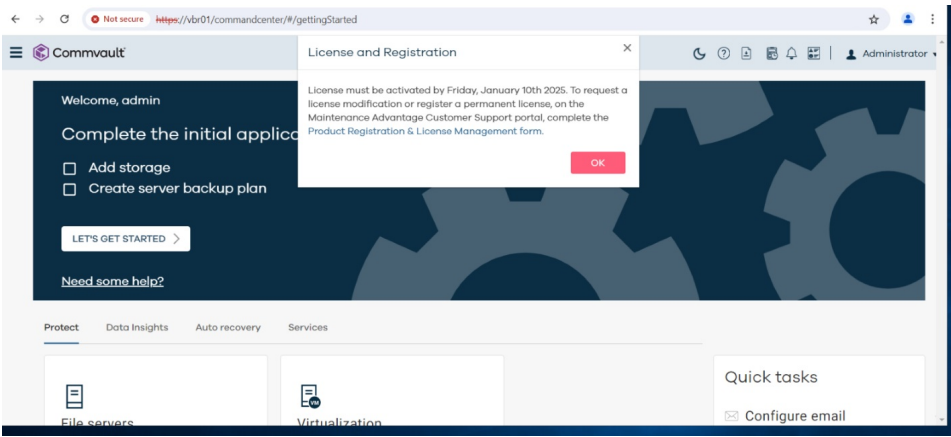 Not secure https://vbr01/commandcenter/#/gettingStarted
Commvault
License and Registration
Administrator
License must be activated by Friday, January 10th 2025. To request a
license modification or register a permanent license, on the
Maintenance Advantage Customer Support portal, complete the
Product Registration & License Management form.
OK
Welcome, admin
Complete the initial applic
Add storage
Create server backup plan
LET'S GET STARTED
Need some help?
Protect Data Insights Auto recovery Services
File servers
VM
Virtualization
Quick tasks
Configure email